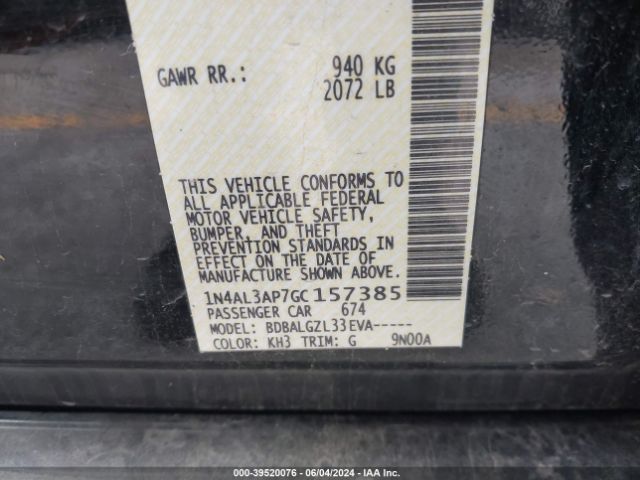 GAWR RR.: 940 KG
2072 LB
THIS VEHICLE CONFORMS TO
ALL APPLICABLE FEDERAL
MOTOR VEHICLE SAFETY,
BUMPER, AND THEFT
PREVENTION STANDARDS IN
EFFECT ON THE DATE OF
MANUFACTURE SHOWN ABOVE.
1N4AL3AP7GC157385
PASSENGER CAR 674
MODEL: BDBALGZL33EVA-----
COLOR: KH3 TRIM: G 9N00A
000-39520076 - 06/04/2024 - IAA Inc.